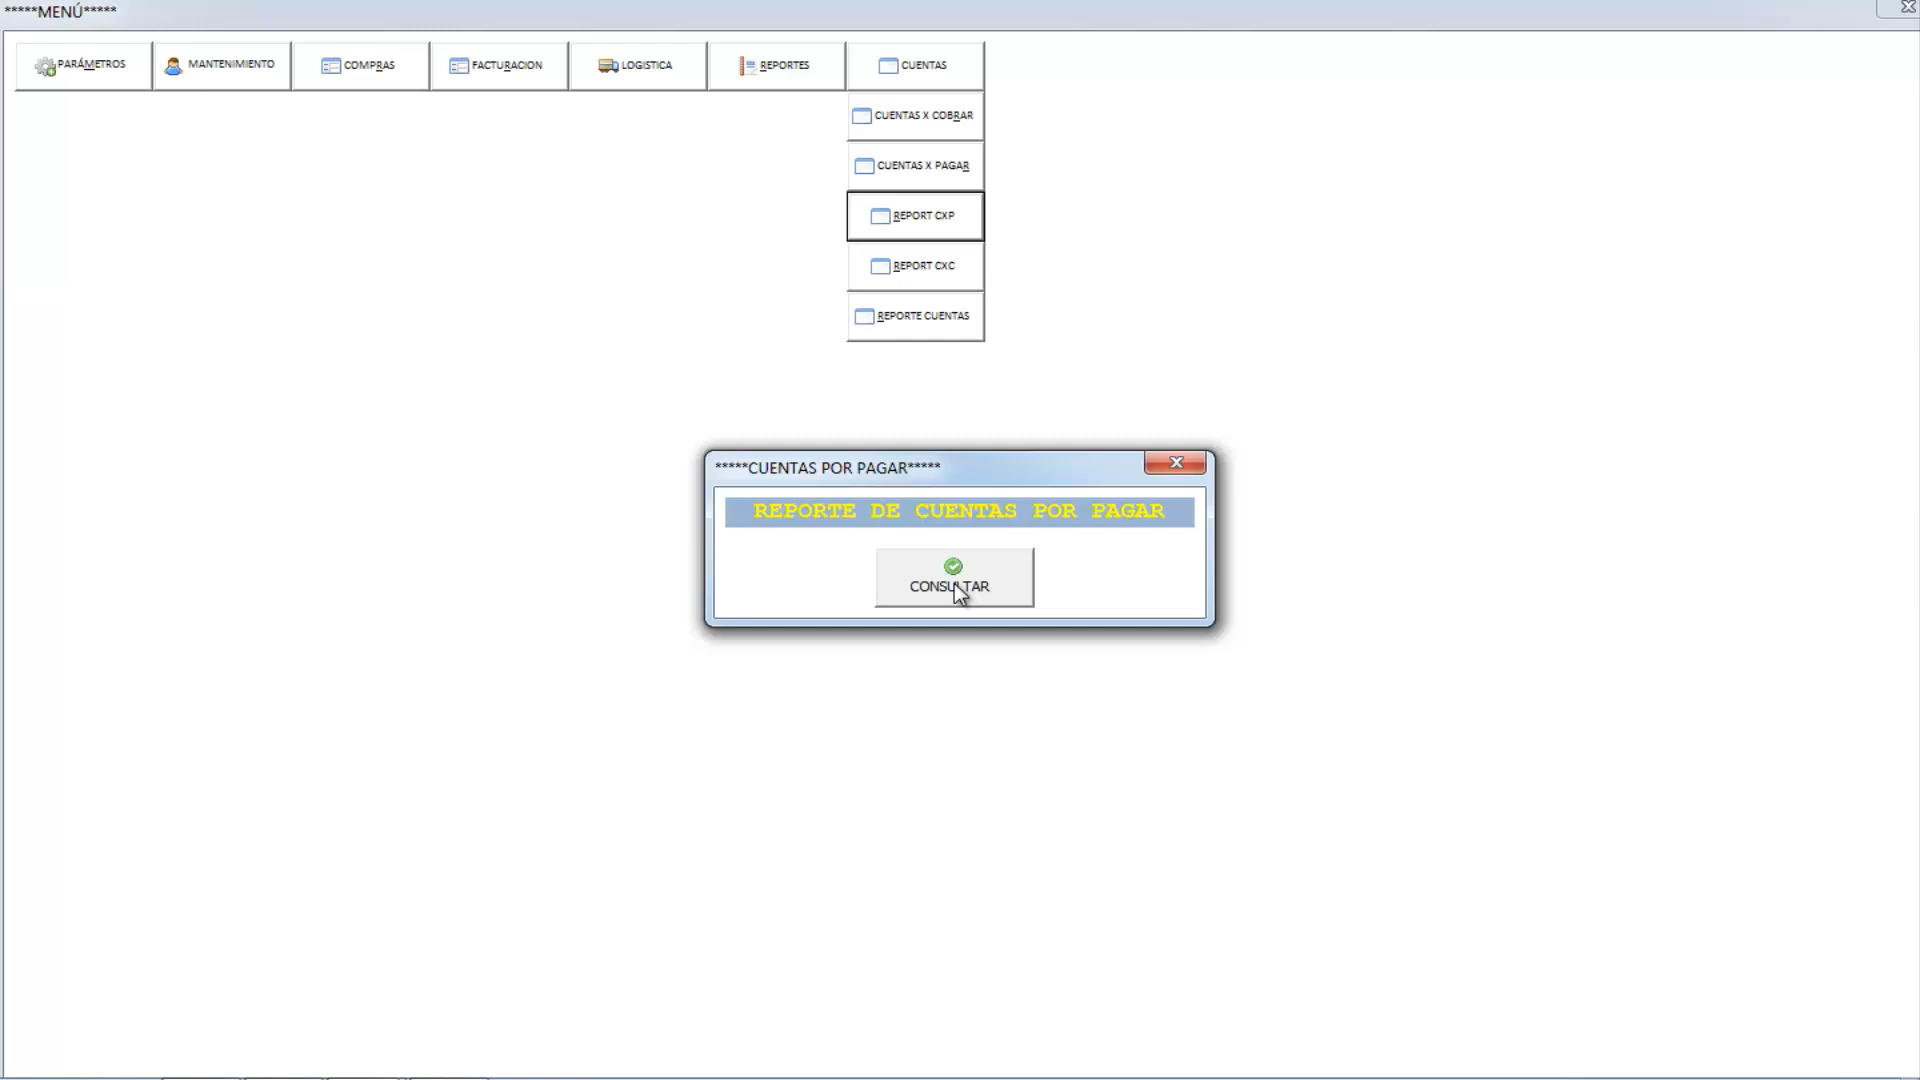 *****MENÚ*****
PARÁMETROS
MANTENIMIENTO
COMPRAS
FACTURACION
LOGISTICA
REPORTES
CUENTAS
CUENTAS X COBRAR
CUENTAS X PAGAR
REPORT CXP
REPORT CXC
REPORTE CUENTAS
*****CUENTAS POR PAGAR*****
REPORTE DE CUENTAS POR PAGAR
CONSULTAR